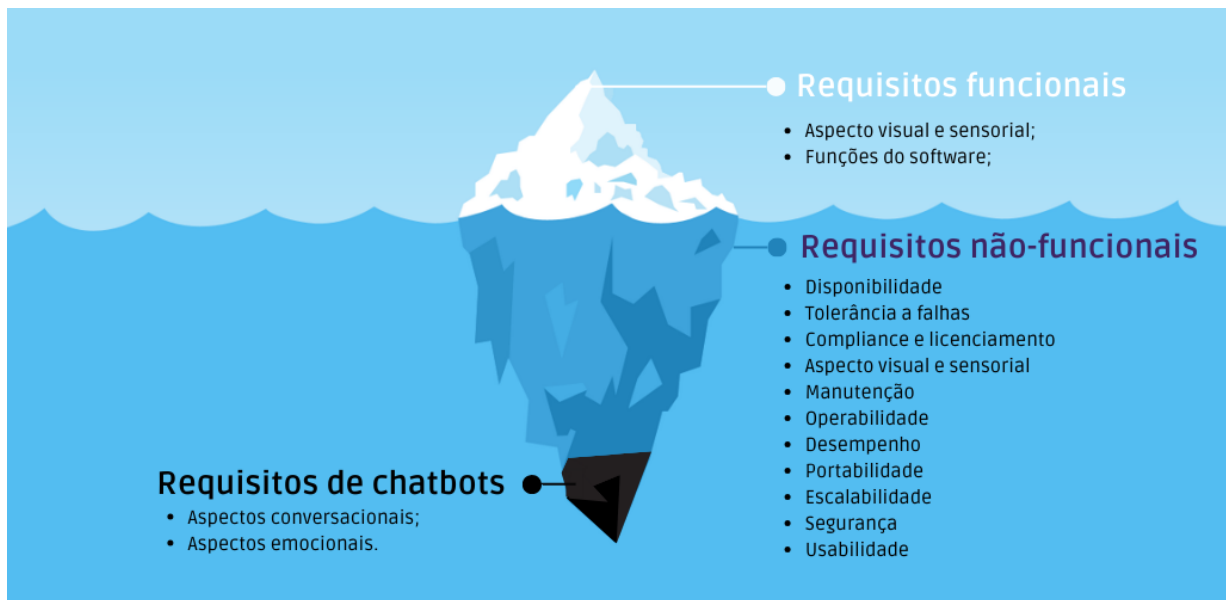 Requisitos funcionais
• Aspecto visual e sensorial;
• Funções do software;
Requisitos não-funcionais
• Disponibilidade
• Tolerância a falhas
• Compliance e licenciamento
• Aspecto visual e sensorial
• Manutenção
• Operabilidade
• Desempenho
• Portabilidade
• Escalabilidade
• Segurança
• Usabilidade
Requisitos de chatbots
• Aspectos conversacionais;
• Aspectos emocionais.